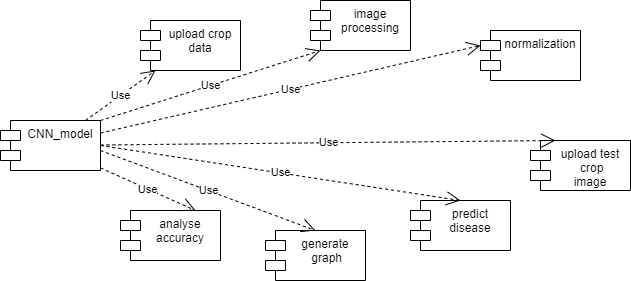 upload crop
data
image
processing
normalization
Use
Use
Use
CNN_model
Use
upload test
crop
image
Use
Use
Use
analyse
accuracy
generate
graph
predict
disease